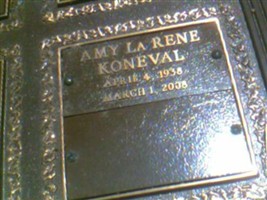 AMY LA RENE
KONEVAL
APRIL 4, 1938
MARCH 1, 2008